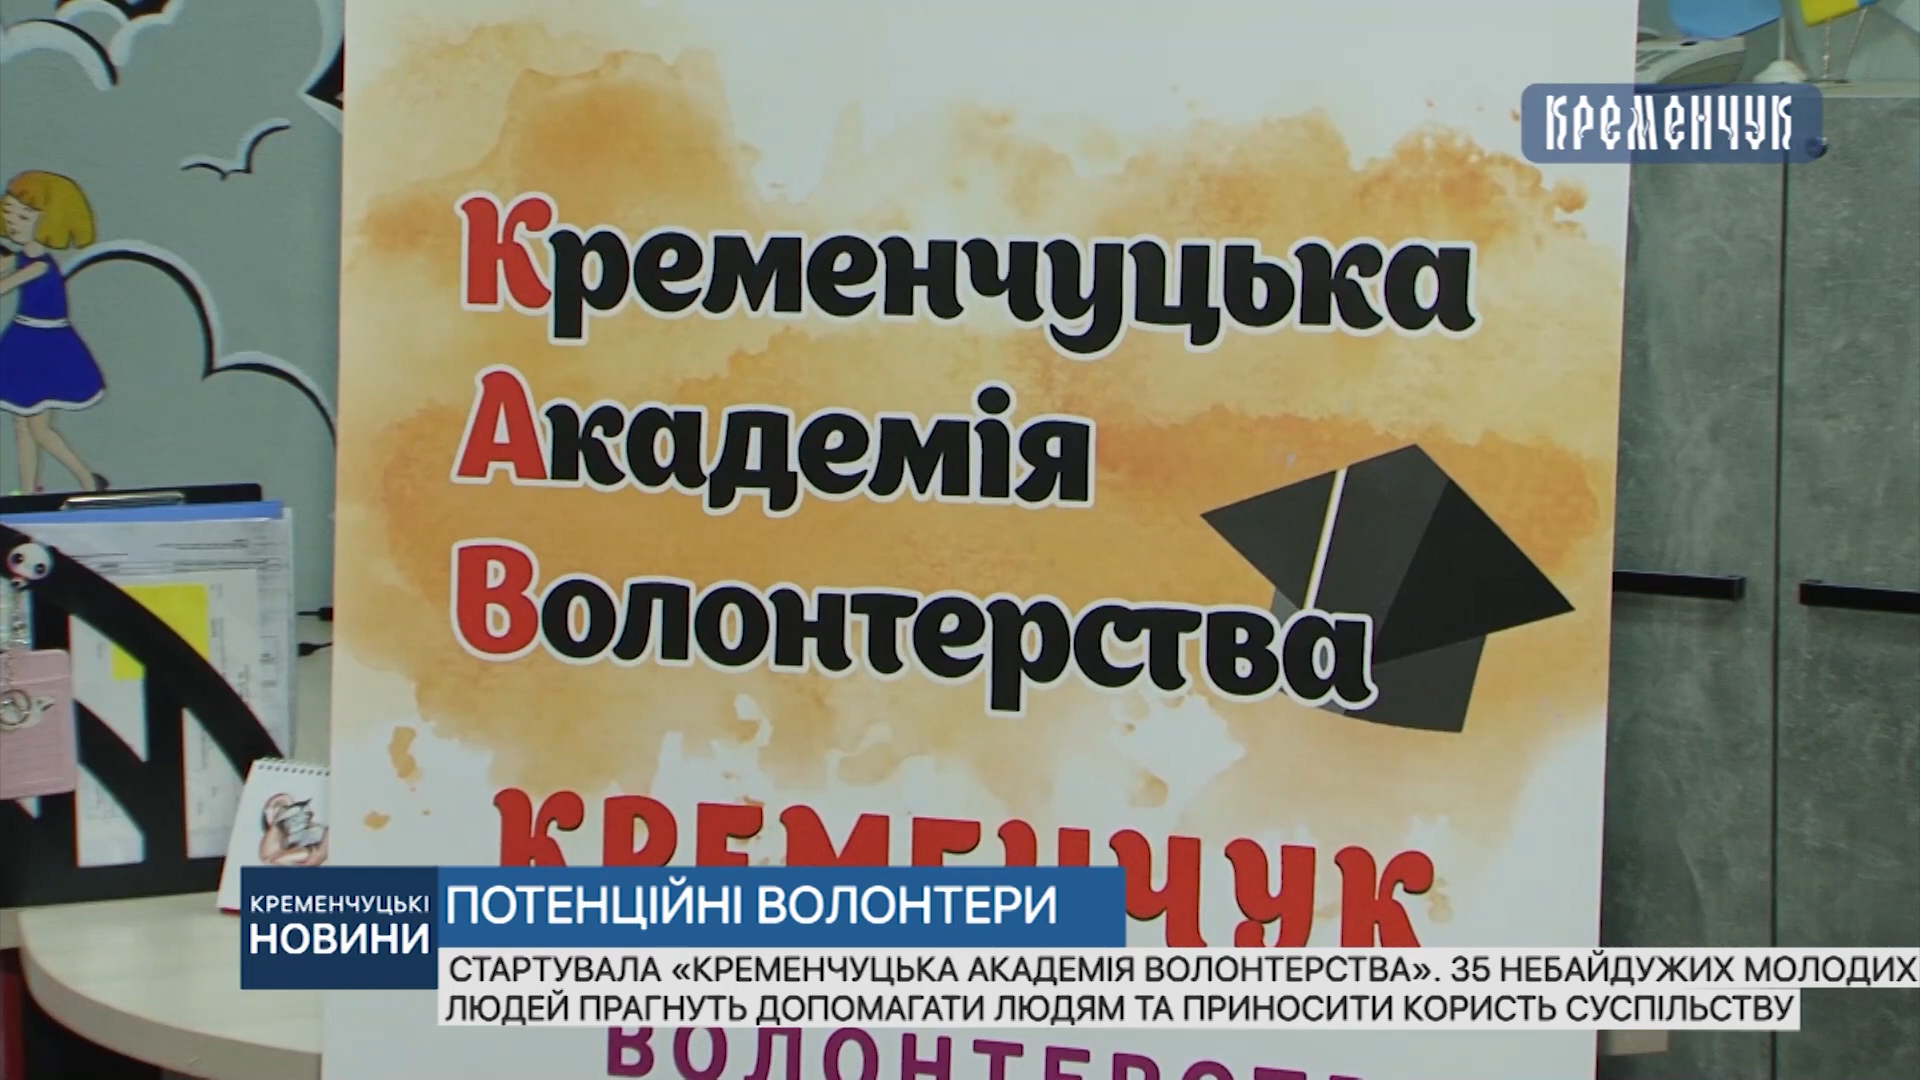 КРЕМЕНЧУК
Кременчуцька
Академія
Волонтерства
КРЕМЕНЧУК
КРЕМЕНЧУЦЬКІ
НОВИНИ
ПОТЕНЦІЙНІ ВОЛОНТЕРИ
СТАРТУВАЛА «КРЕМЕНЧУЦЬКА АКАДЕМІЯ ВОЛОНТЕРСТВА». 35 НЕБАЙДУЖИХ МОЛОДИХ
ЛЮДЕЙ ПРАГНУТЬ ДОПОМАГАТИ ЛЮДЯМ ТА ПРИНОСИТИ КОРИСТЬ СУСПІЛЬСТВУ